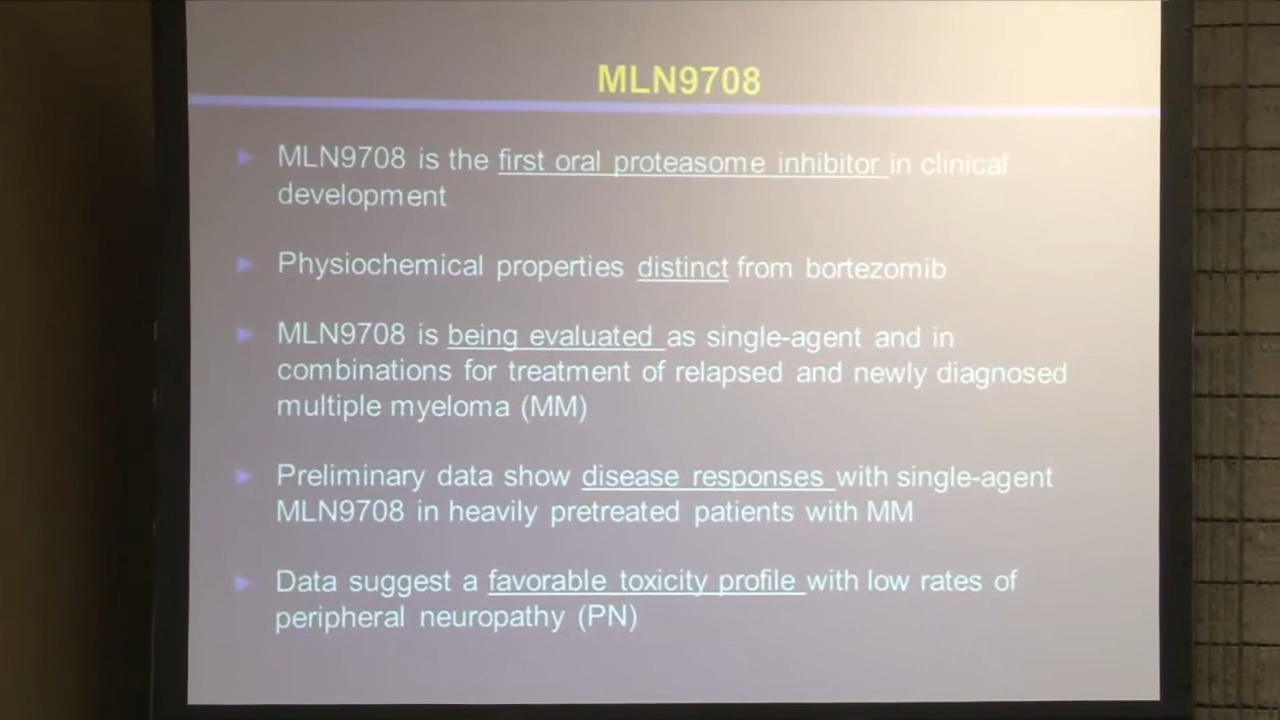 MLN9708
MLN9708 is the first oral proteasome inhibitor in clinical
development
Physiochemical properties distinct from bortezomib
MLN9708 is being evaluated as single-agent and in
combinations for treatment of relapsed and newly diagnosed
multiple myeloma (MM)
Preliminary data show disease responses with single-agent
MLN9708 in heavily pretreated patients with MM
Data suggest a favorable toxicity profile with low rates of
peripheral neuropathy (PN)